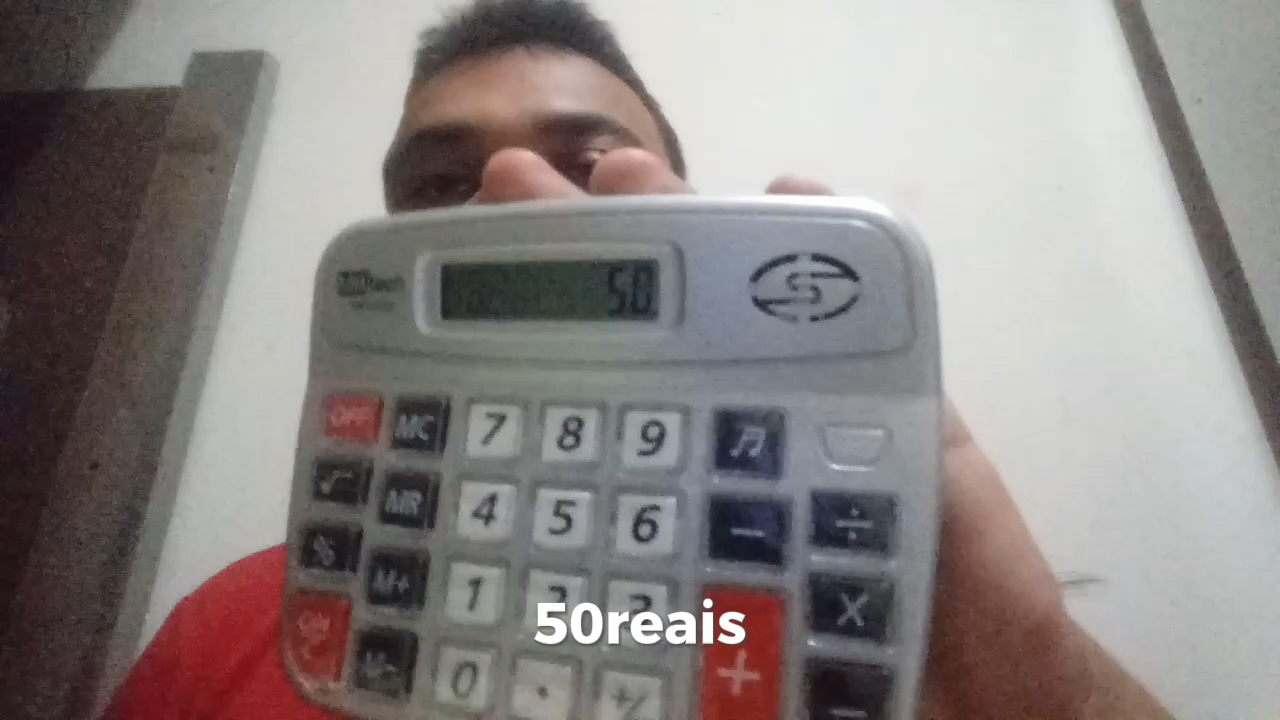 50
OFF MC 7 8 9
√ MR 4 5 6 − ÷
% M+ 1 X
50reais
0 . +/- +